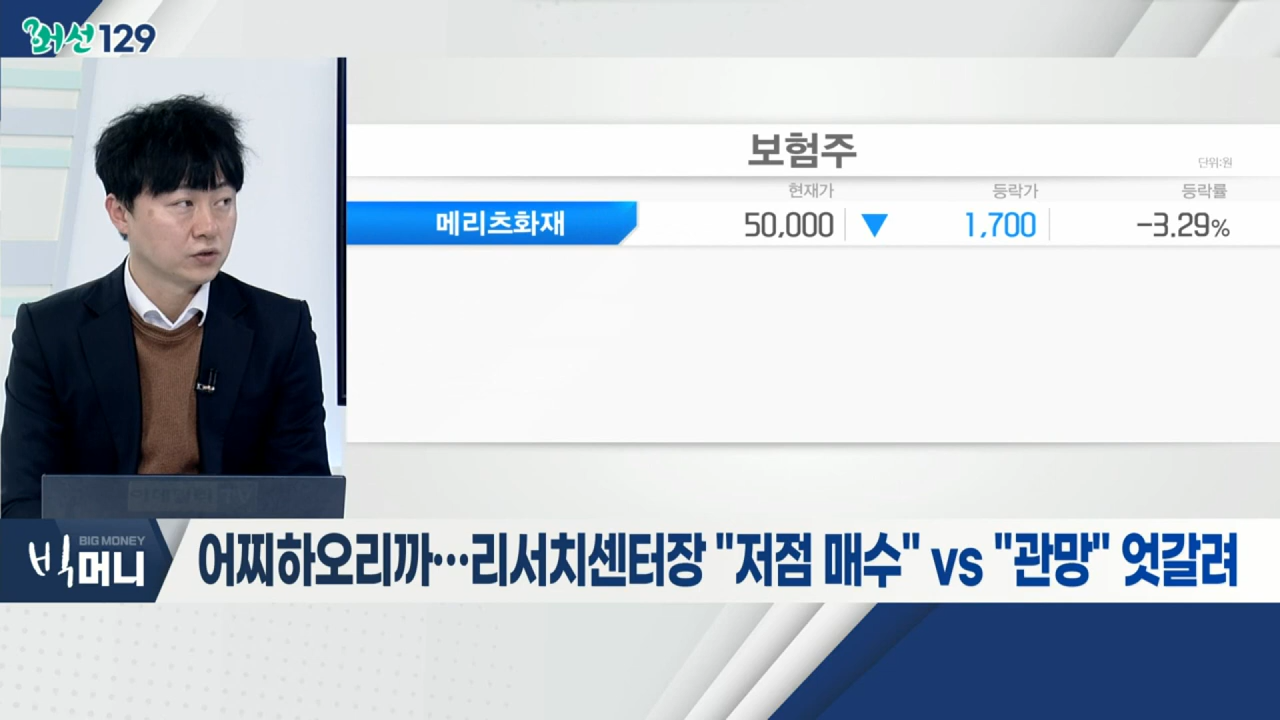 머선129
보험주
단위:원
현재가 등락가 등락률
메리츠화재 50,000 ▼ 1,700 -3.29%
BIG MONEY
빅머니
어찌하오리까…리서치센터장 "저점 매수" vs "관망" 엇갈려